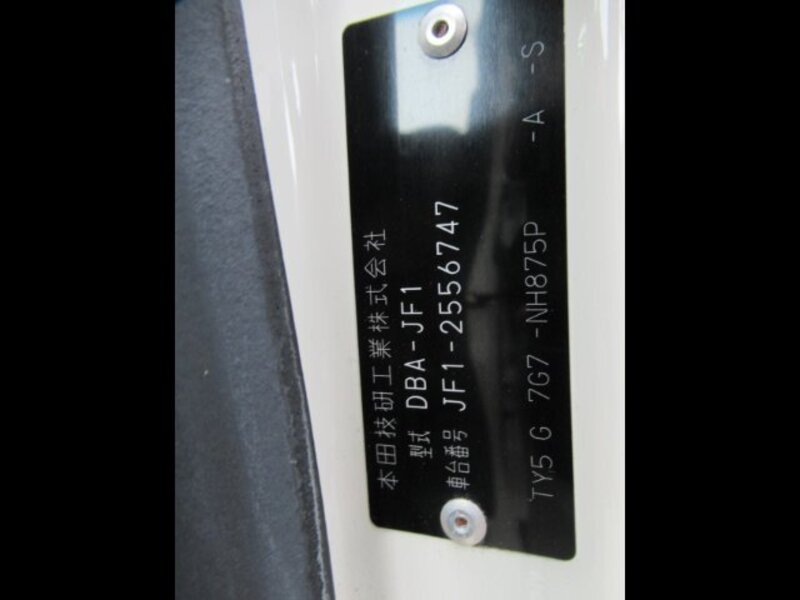 本田技研工業株式会社
型式 DBA-JF1
車台番号 JF1-2556747
TY5 G 7G7 -NH875P -A -S